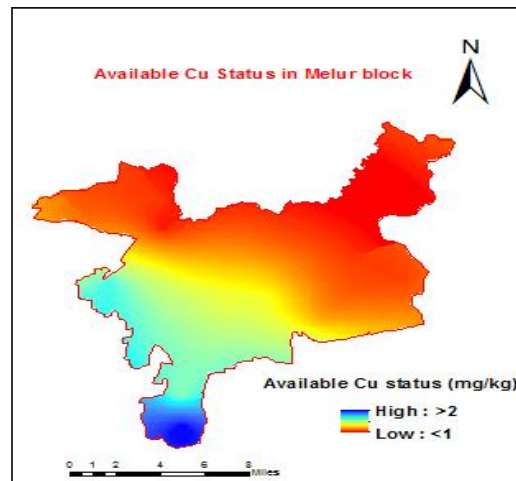 N
Available Cu Status in Melur block
Available Cu status (mg/kg)
High : >2
Low : <1
0 1 2 4 6 8
Miles